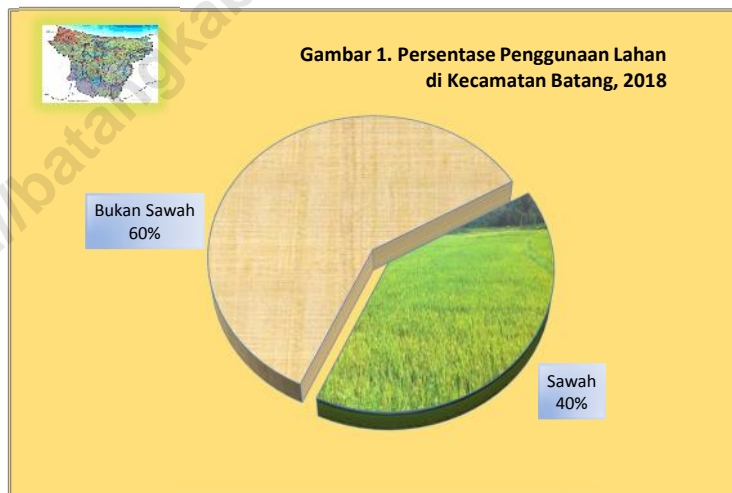 Gambar 1. Persentase Penggunaan Lahan
di Kecamatan Batang, 2018
Bukan Sawah
60%
Sawah
40%